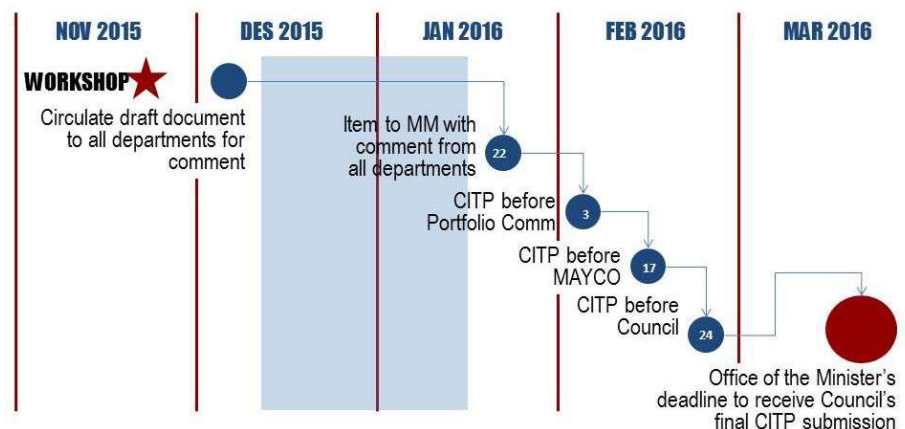 NOV 2015
DES 2015
JAN 2016
FEB 2016
MAR 2016
WORKSHOP
Circulate draft document
to all departments for
comment
Item to MM with
comment from
all departments
22
CITP before
Portfolio Comm
3
CITP before
MAYCO
17
CITP before
Council
24
Office of the Minister's
deadline to receive Council's
final CITP submission